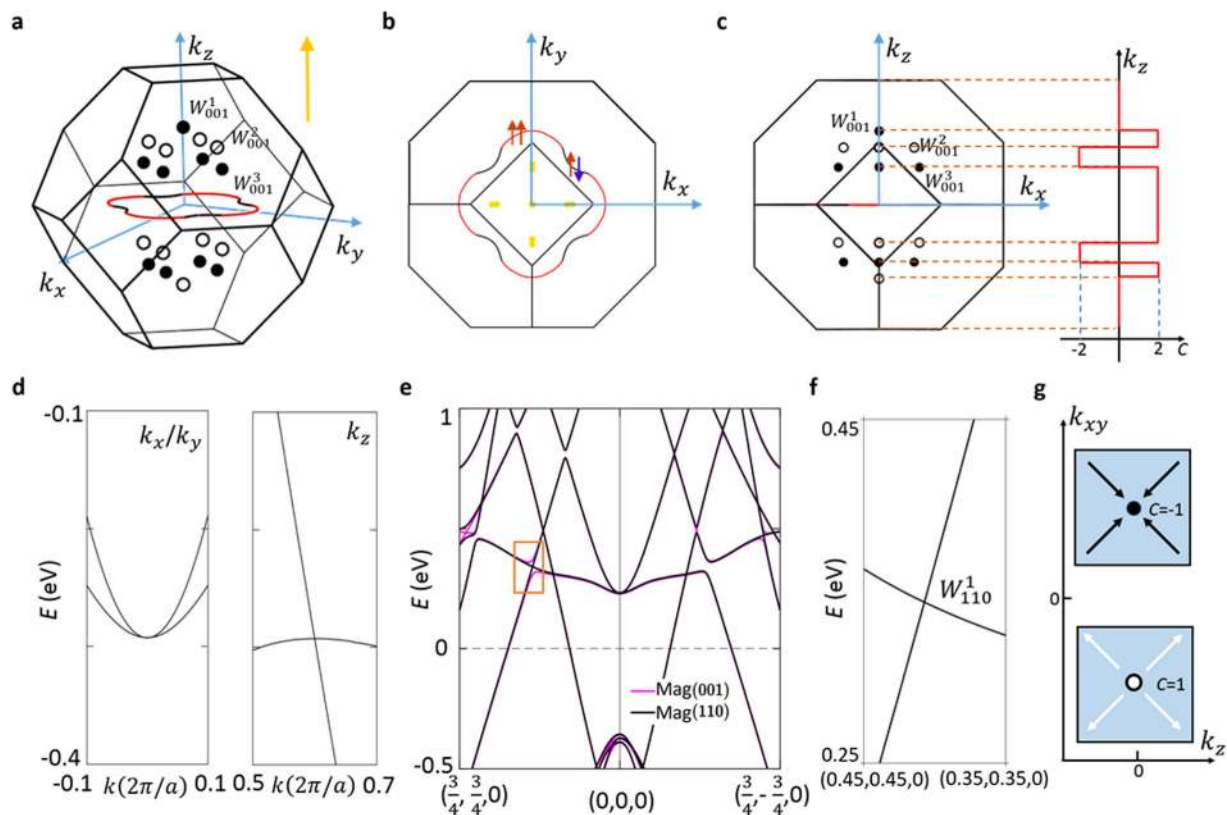 a
k_z
W^1_{001}
W^2_{001}
W^3_{001}
k_x
k_y
b
k_y
k_x
c
k_z
W^1_{001}
W^2_{001}
W^3_{001}
k_x
k_z
-2
2
C
d
-0.1
k_x/k_y
k_z
E (eV)
-0.4
-0.1
k(2π/a)
0.1
0.5
k(2π/a)
0.7
e
1
E (eV)
0
Mag(001)
Mag(110)
-0.5
(3/4, 3/4, 0)
(0,0,0)
(3/4, -3/4, 0)
f
0.45
E (eV)
W^1_{110}
0.25
(0.45,0.45,0)
(0.35,0.35,0)
g
k_{xy}
C=-1
0
C=1
k_z
0